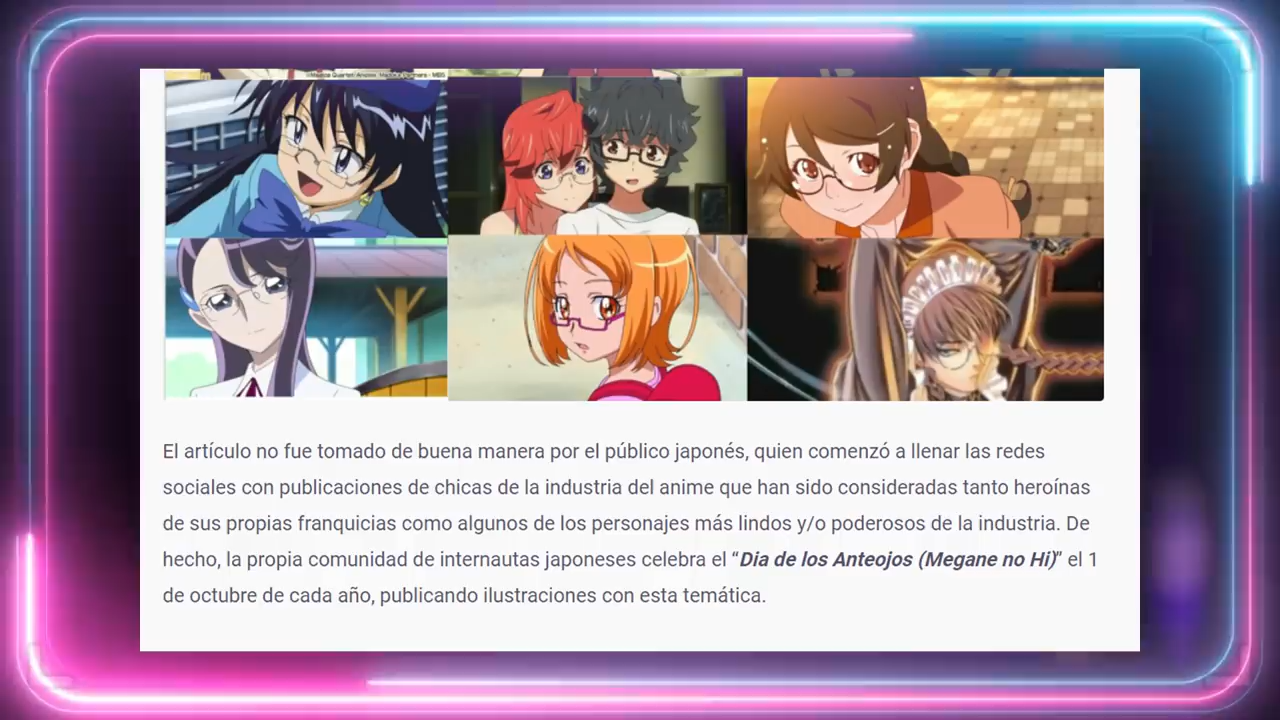 El artículo no fue tomado de buena manera por el público japonés, quien comenzó a llenar las redes
sociales con publicaciones de chicas de la industria del anime que han sido consideradas tanto heroínas
de sus propias franquicias como algunos de los personajes más lindos y/o poderosos de la industria. De
hecho, la propia comunidad de internautas japoneses celebra el “Dia de los Anteojos (Megane no Hi)” el 1
de octubre de cada año, publicando ilustraciones con esta temática.